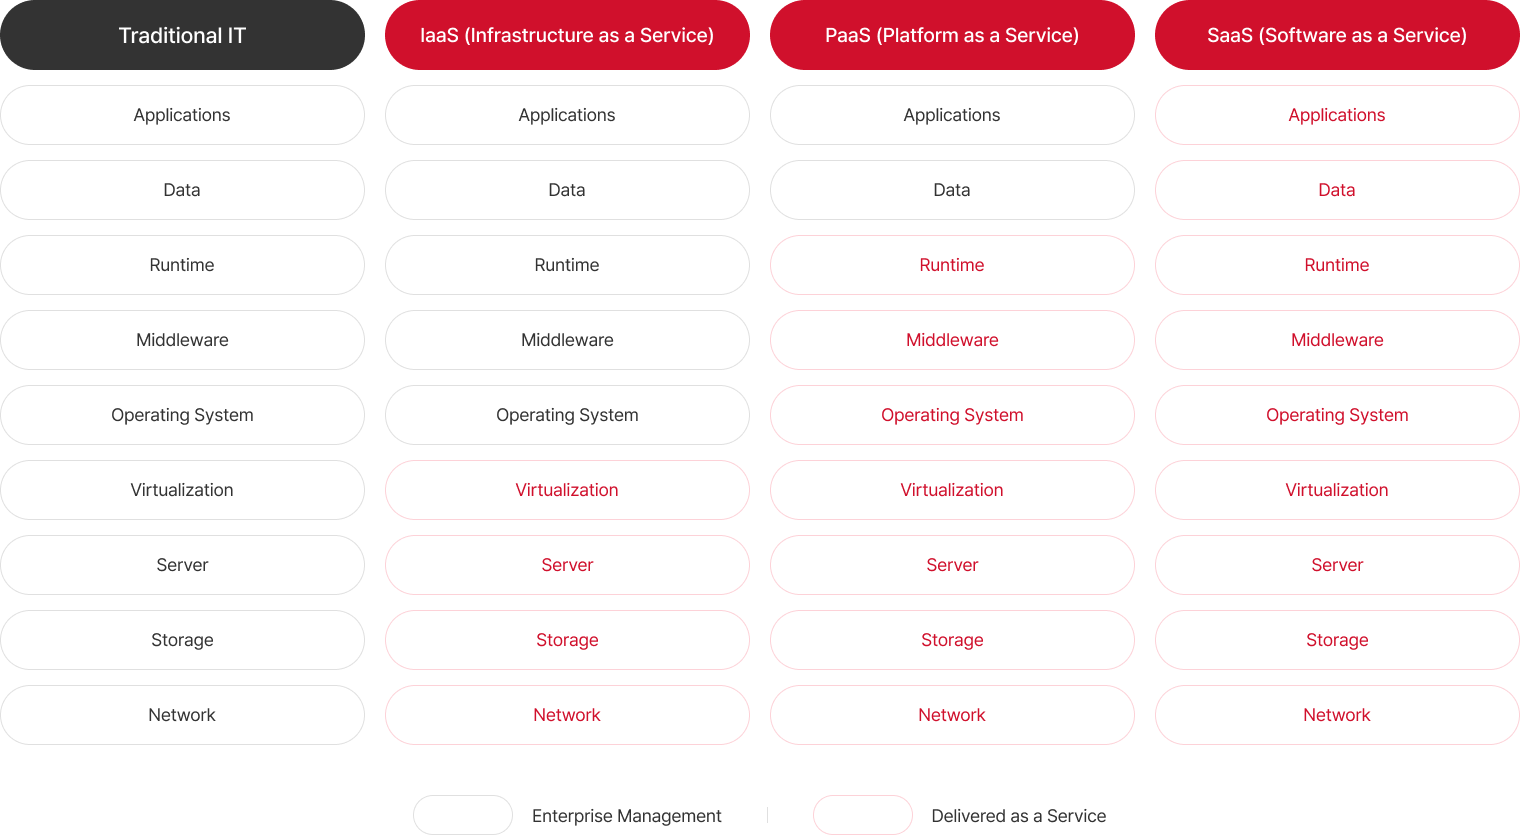 Traditional IT
IaaS (Infrastructure as a Service)
PaaS (Platform as a Service)
SaaS (Software as a Service)
Applications
Applications
Applications
Applications
Data
Data
Data
Data
Runtime
Runtime
Runtime
Runtime
Middleware
Middleware
Middleware
Middleware
Operating System
Operating System
Operating System
Operating System
Virtualization
Virtualization
Virtualization
Virtualization
Server
Server
Server
Server
Storage
Storage
Storage
Storage
Network
Network
Network
Network
Enterprise Management
Delivered as a Service